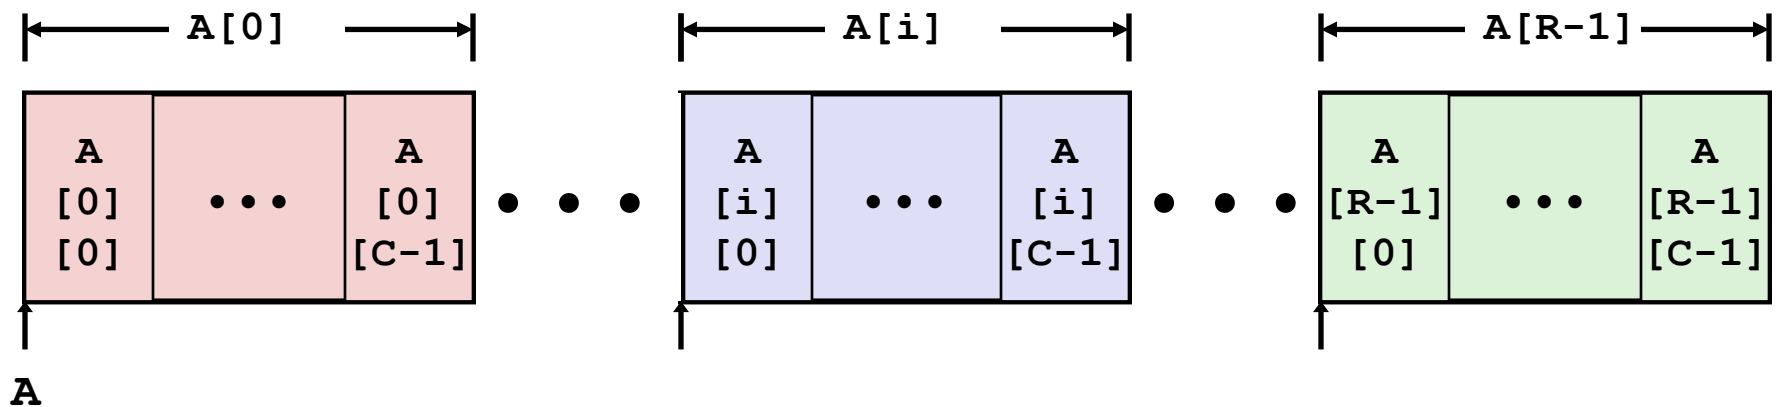 A[0] A[i] A[R-1]
A A A A A A
[0] ••• [0] • • • [i] ••• [i] • • • [R-1] ••• [R-1]
[0] [C-1] [0] [C-1] [0] [C-1]
A